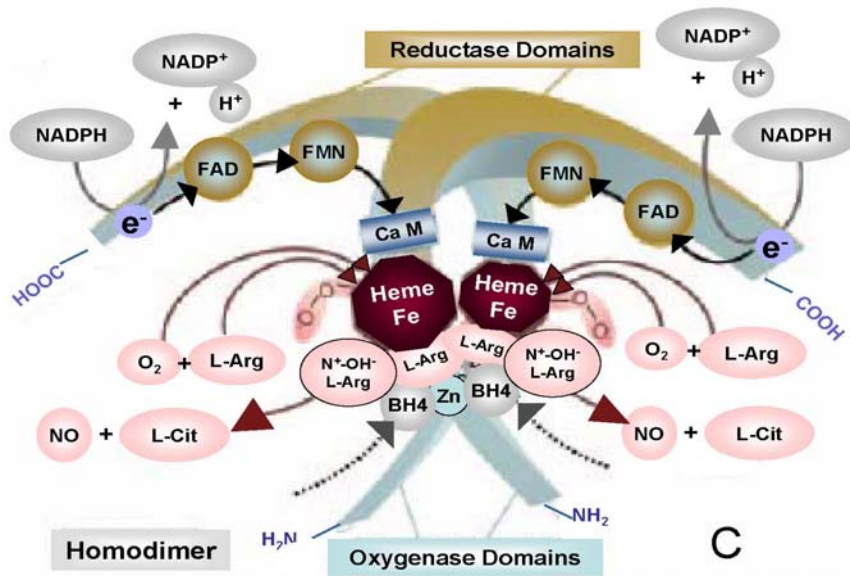 NADP+
+
H+
NADPH
Reductase Domains
NADP+
+
H+
NADPH
FAD
FMN
FMN
FAD
e-
e-
Ca M
Ca M
HOOC
COOH
Heme
Fe
Heme
Fe
O
O
O
O
O2 + L-Arg
O2 + L-Arg
N+-OH-
L-Arg
L-Arg
L-Arg
N+-OH-
L-Arg
BH4
Zn
BH4
NO + L-Cit
NO + L-Cit
H2N
NH2
Homodimer
Oxygenase Domains
C